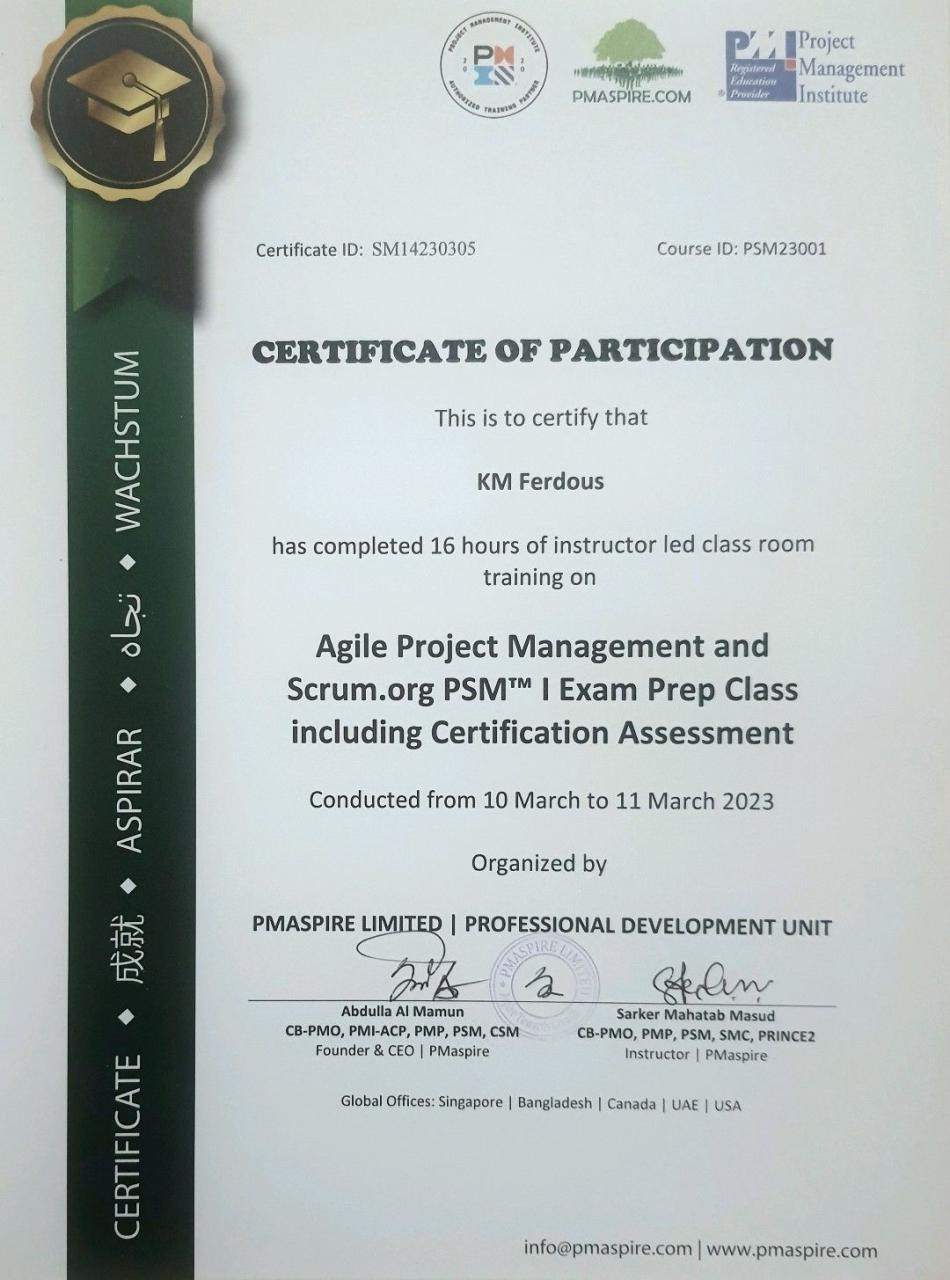 PROJECT MANAGEMENT INSTITUTE
2020
AUTHORIZED TRAINING PARTNER
PMI
PMASPIRE.COM
PMI
Registered
Education
® Provider
Project
Management
Institute
Certificate ID: SM14230305
Course ID: PSM23001
CERTIFICATE OF PARTICIPATION
This is to certify that
KM Ferdous
has completed 16 hours of instructor led class room
training on
Agile Project Management and
Scrum.org PSM™ I Exam Prep Class
including Certification Assessment
Conducted from 10 March to 11 March 2023
Organized by
PMASPIRE LIMITED | PROFESSIONAL DEVELOPMENT UNIT
PMASPIRE LIMITED
Abdulla Al Mamun
CB-PMO, PMI-ACP, PMP, PSM, CSM
Founder & CEO | PMaspire
Sarker Mahatab Masud
CB-PMO, PMP, PSM, SMC, PRINCE2
Instructor | PMaspire
Global Offices: Singapore | Bangladesh | Canada | UAE | USA
info@pmaspire.com | www.pmaspire.com
CERTIFICATE ◆ 成就 ◆ ASPIRAR ◆ تجاه ◆ WACHSTUM